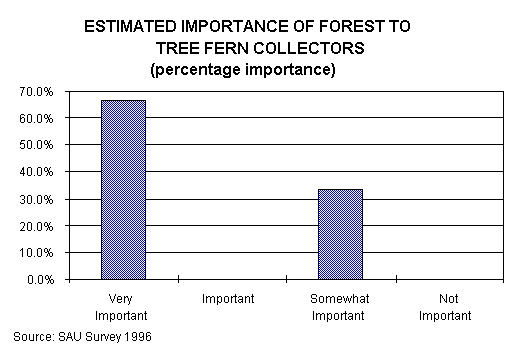 ESTIMATED IMPORTANCE OF FOREST TO
TREE FERN COLLECTORS
(percentage importance)
70.0%
60.0%
50.0%
40.0%
30.0%
20.0%
10.0%
0.0%
Very
Important
Important
Somewhat
Important
Not
Important
Source: SAU Survey 1996